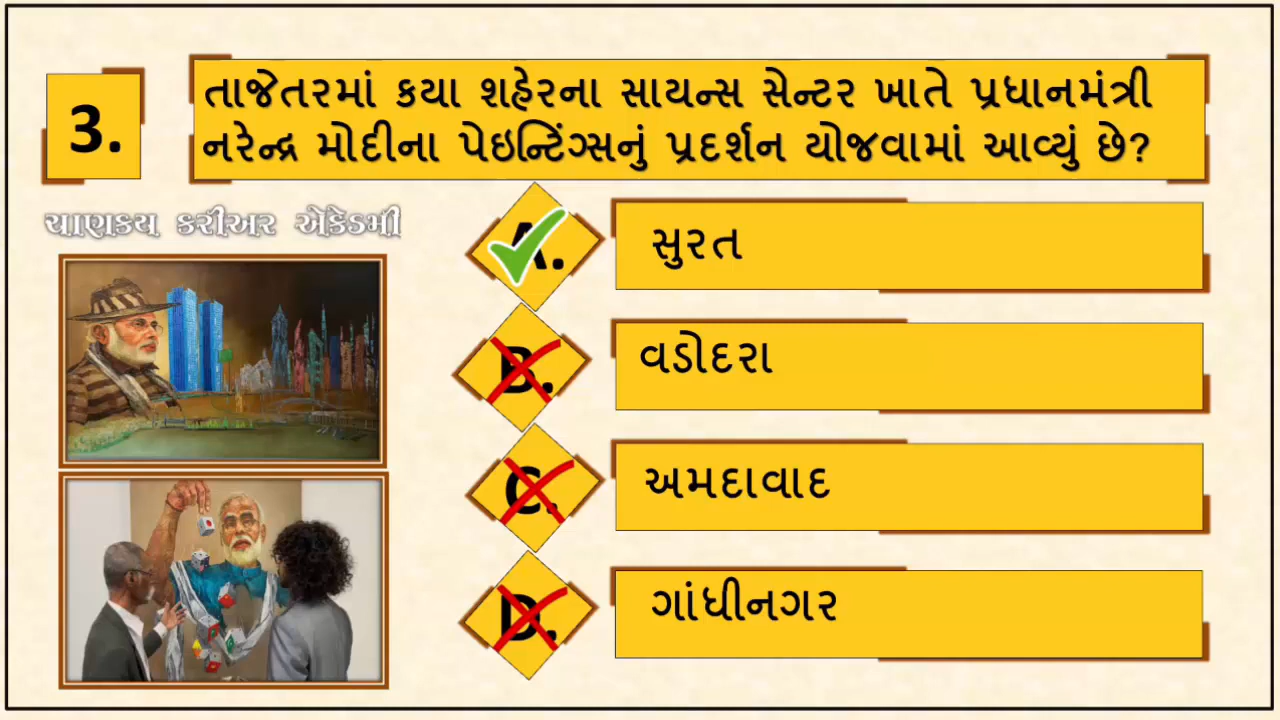 3.
તાજેતરમાં કયા શહેરના સાયન્સ સેન્ટર ખાતે પ્રધાનમંત્રી
નરેન્દ્ર મોદીના પેઇન્ટિંગ્સનું પ્રદર્શન યોજવામાં આવ્યું છે?
ચાણક્ય કરીઅર એકેડમી
A. સુરત
B. વડોદરા
C. અમદાવાદ
D. ગાંધીનગર